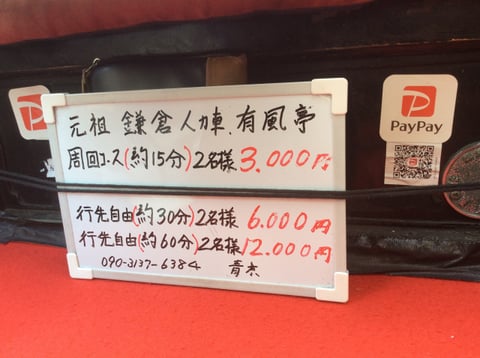 元祖 鎌倉人力車、有風亭
周回コース(約15分)2名様 3.000円
行先自由(約30分)2名様 6.000円
行先自由(約60分)2名様 12.000円
090-3137-6384 青木
PayPay